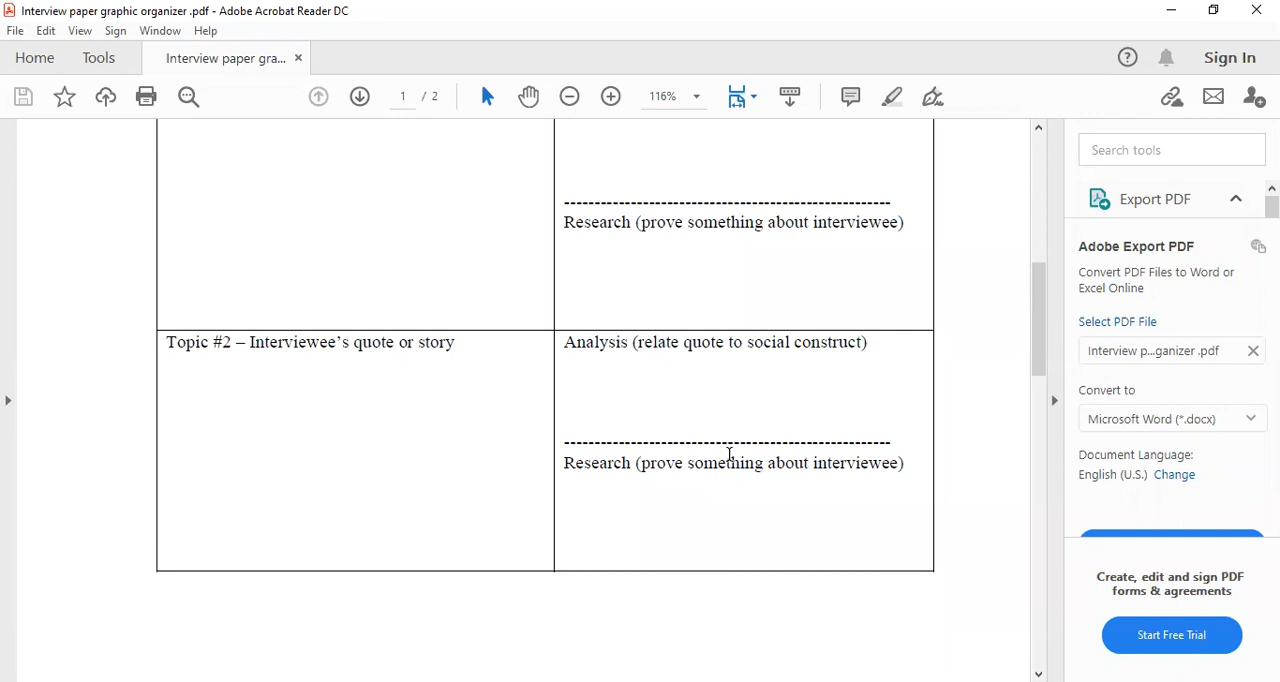 Interview paper graphic organizer .pdf - Adobe Acrobat Reader DC
File Edit View Sign Window Help
Home Tools Interview paper gra... × Sign In
1 / 2 116%
Search tools
Export PDF
Adobe Export PDF
Convert PDF Files to Word or
Excel Online
Select PDF File
Interview p...ganizer .pdf
Convert to
Microsoft Word (*.docx)
Document Language:
English (U.S.) Change
Create, edit and sign PDF
forms & agreements
Start Free Trial
-----------------------------------------------------
Research (prove something about interviewee)
Topic #2 – Interviewee's quote or story
Analysis (relate quote to social construct)
-----------------------------------------------------
Research (prove something about interviewee)